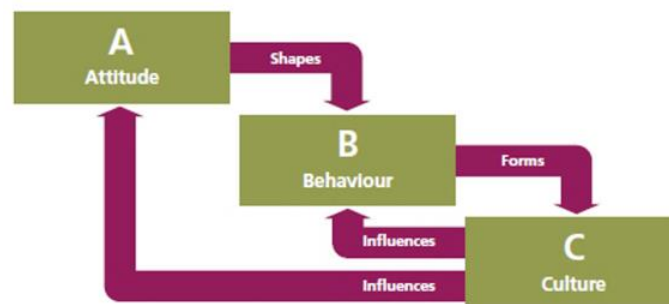 A
Attitude
Shapes
B
Behaviour
Forms
Influences
C
Culture
Influences